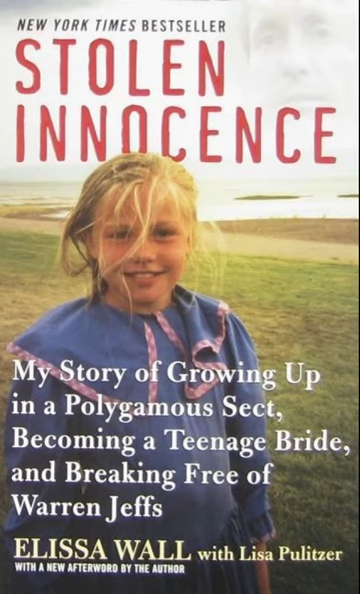 NEW YORK TIMES BESTSELLER
STOLEN
INNOCENCE
My Story of Growing Up
in a Polygamous Sect,
Becoming a Teenage Bride,
and Breaking Free of
Warren Jeffs
ELISSA WALL with Lisa Pulitzer
WITH A NEW AFTERWORD BY THE AUTHOR